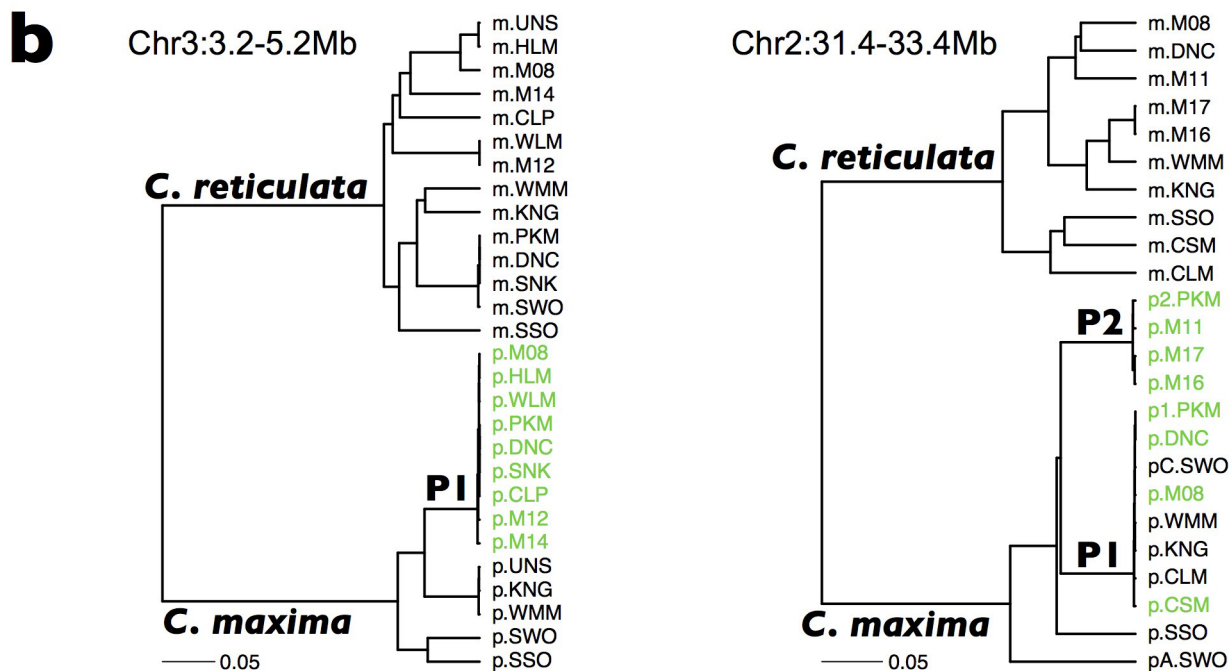 b
Chr3:3.2-5.2Mb
m.UNS
m.HLM
m.M08
m.M14
m.CLP
m.WLM
m.M12
C. reticulata
m.WMM
m.KNG
m.PKM
m.DNC
m.SNK
m.SWO
m.SSO
p.M08
p.HLM
p.WLM
p.PKM
p.DNC
p.SNK
P1
p.CLP
p.M12
p.M14
p.UNS
p.KNG
p.WMM
C. maxima
p.SWO
p.SSO
0.05
Chr2:31.4-33.4Mb
m.M08
m.DNC
m.M11
m.M17
m.M16
C. reticulata
m.WMM
m.KNG
m.SSO
m.CSM
m.CLM
p2.PKM
P2
p.M11
p.M17
p.M16
p1.PKM
p.DNC
pC.SWO
p.M08
p.WMM
p.KNG
P1
p.CLM
p.CSM
C. maxima
p.SSO
pA.SWO
0.05